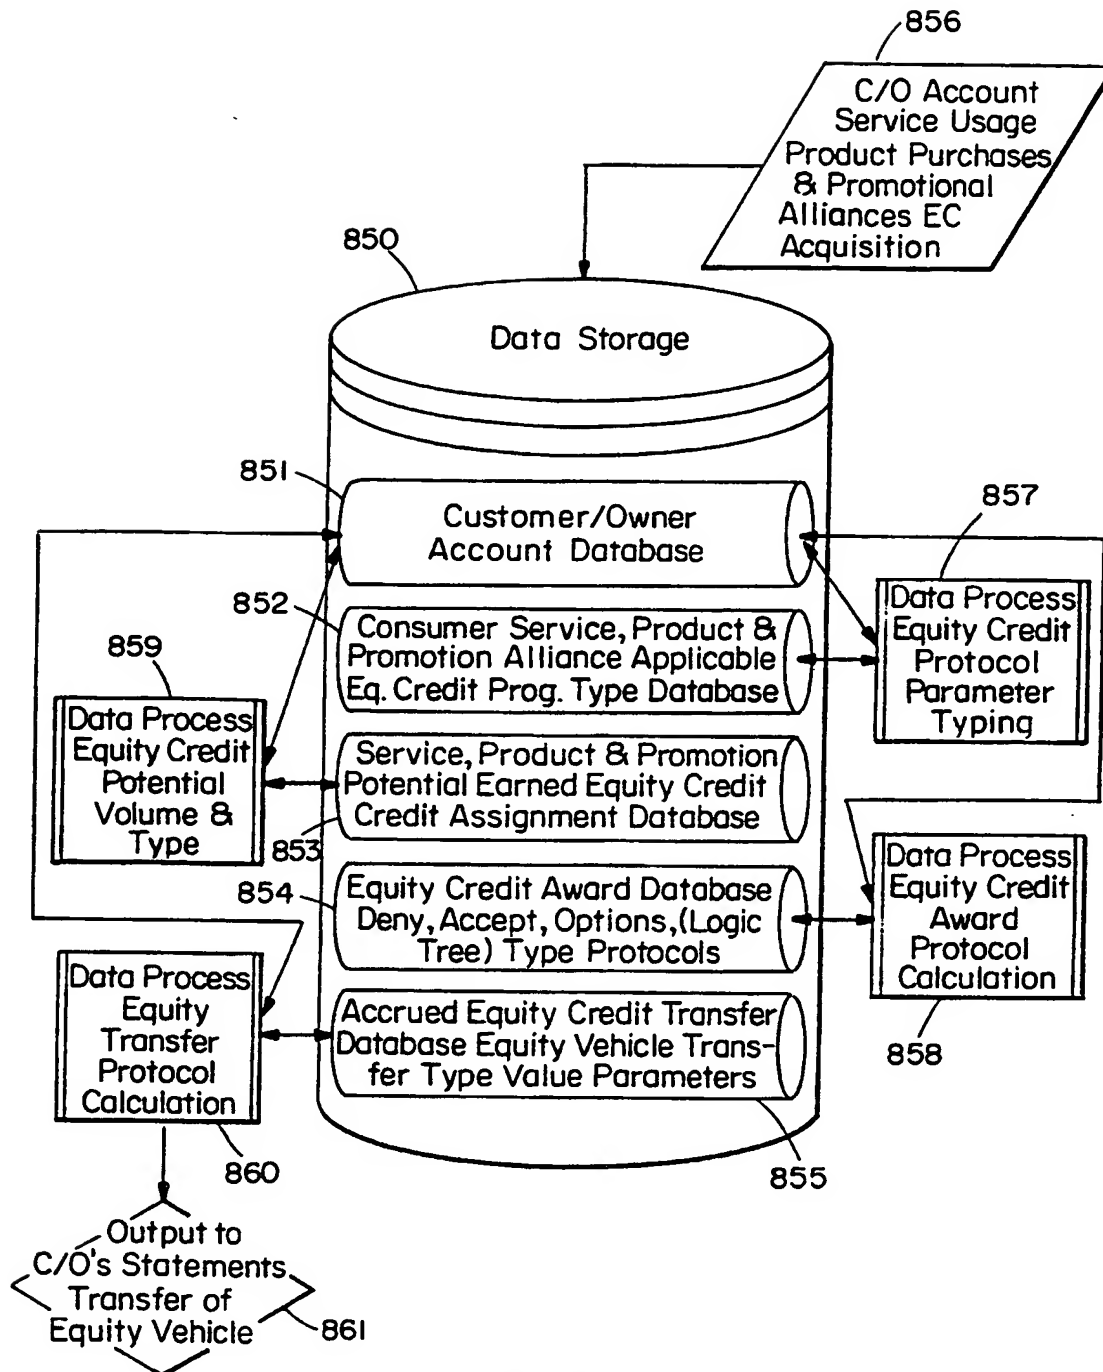 856
C/O Account
Service Usage
Product Purchases
& Promotional
Alliances EC
Acquisition
850
Data Storage
851
Customer/Owner
Account Database
857
Data Process
Equity Credit
Protocol
Parameter
Typing
852
Consumer Service, Product &
Promotion Alliance Applicable
Eq. Credit Prog. Type Database
859
Data Process
Equity Credit
Potential
Volume &
Type
Service, Product & Promotion
Potential Earned Equity Credit
Credit Assignment Database
853
854
Equity Credit Award Database
Deny, Accept, Options, (Logic
Tree) Type Protocols
Data Process
Equity Credit
Award
Protocol
Calculation
858
Data Process
Equity
Transfer
Protocol
Calculation
860
Accrued Equity Credit Transfer
Database Equity Vehicle Trans-
fer Type Value Parameters
855
Output to
C/O's Statements
Transfer of
Equity Vehicle
861